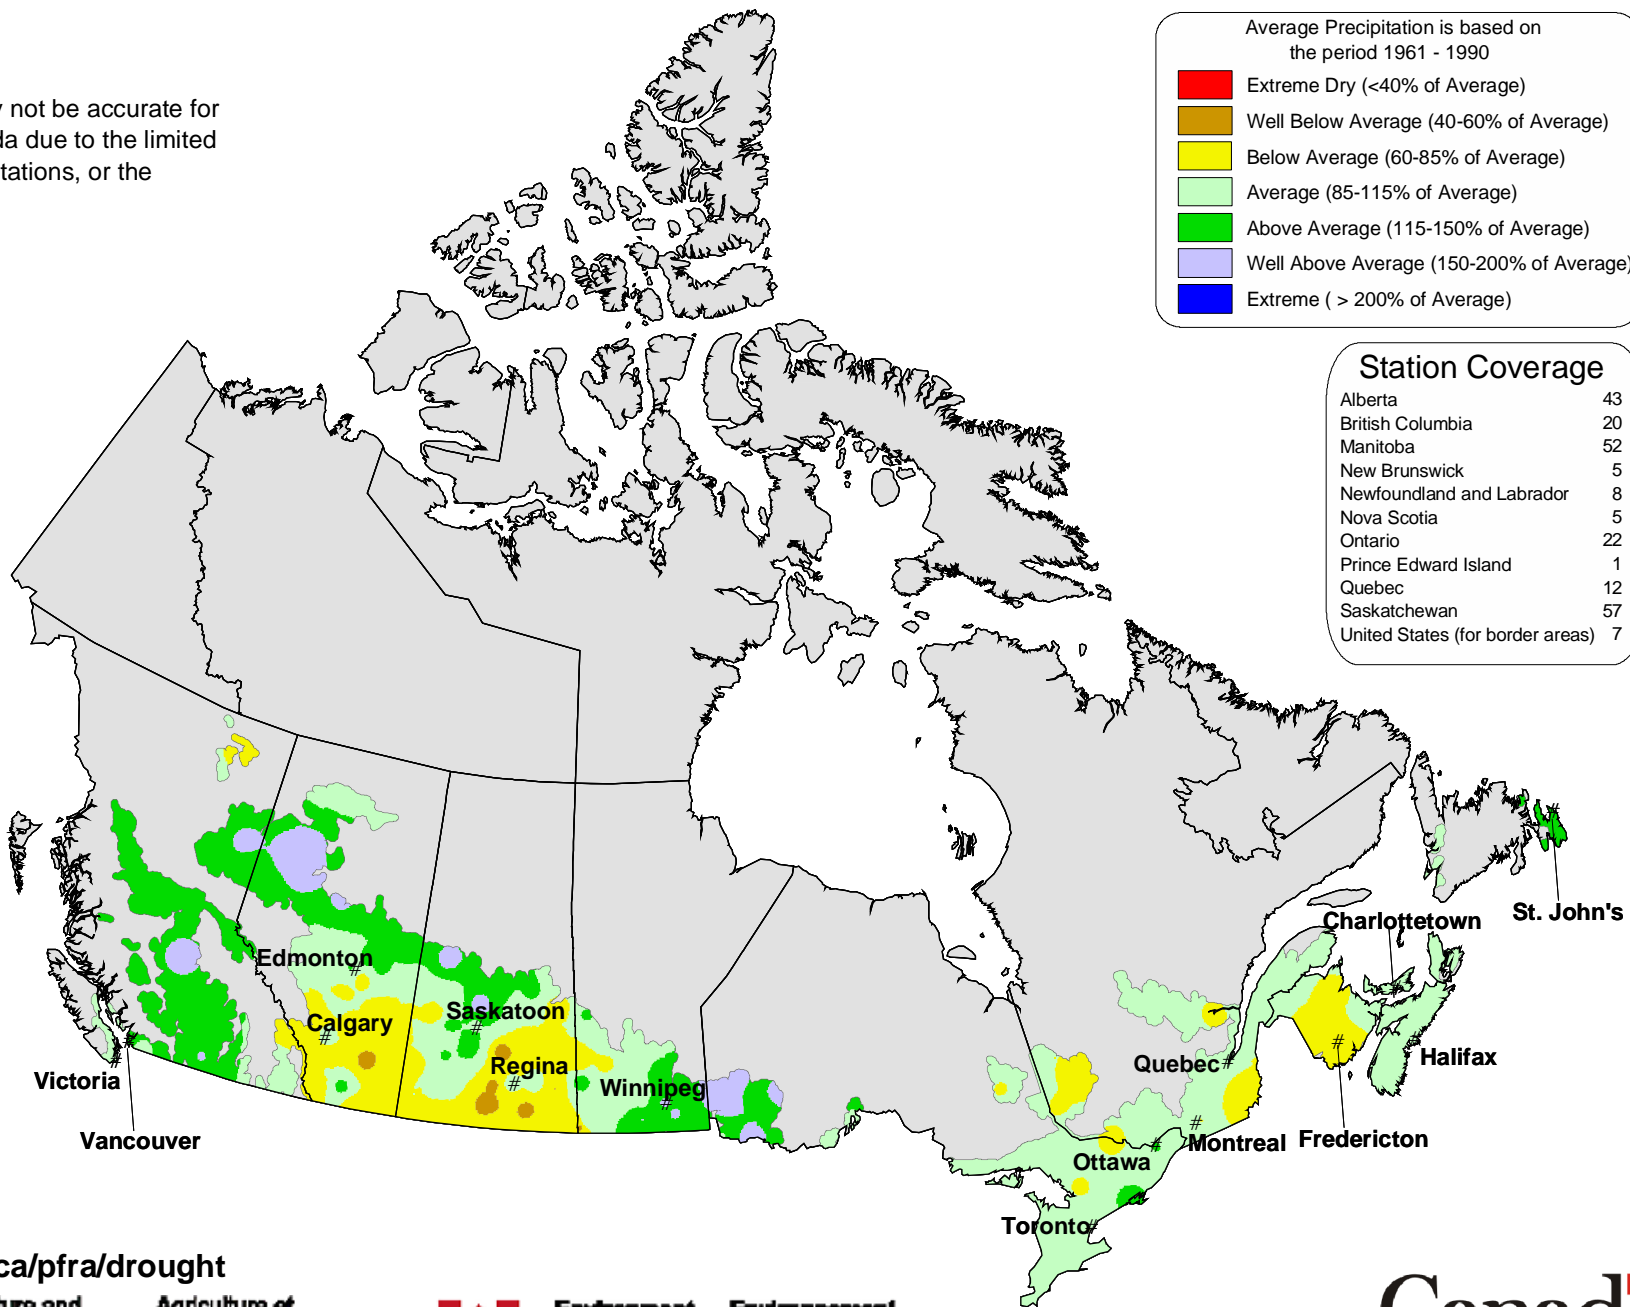 not be accurate for
da due to the limited
tations, or the
Average Precipitation is based on
the period 1961 - 1990
Extreme Dry (<40% of Average)
Well Below Average (40-60% of Average)
Below Average (60-85% of Average)
Average (85-115% of Average)
Above Average (115-150% of Average)
Well Above Average (150-200% of Average)
Extreme ( > 200% of Average)
Station Coverage
Alberta 43
British Columbia 20
Manitoba 52
New Brunswick 5
Newfoundland and Labrador 8
Nova Scotia 5
Ontario 22
Prince Edward Island 1
Quebec 12
Saskatchewan 57
United States (for border areas) 7
St. John's
Charlottetown
Edmonton
Saskatoon
Calgary
Regina
Quebec
Halifax
Victoria
Winnipeg
Vancouver
Montreal
Fredericton
Ottawa
Toronto
ca/pfra/drought